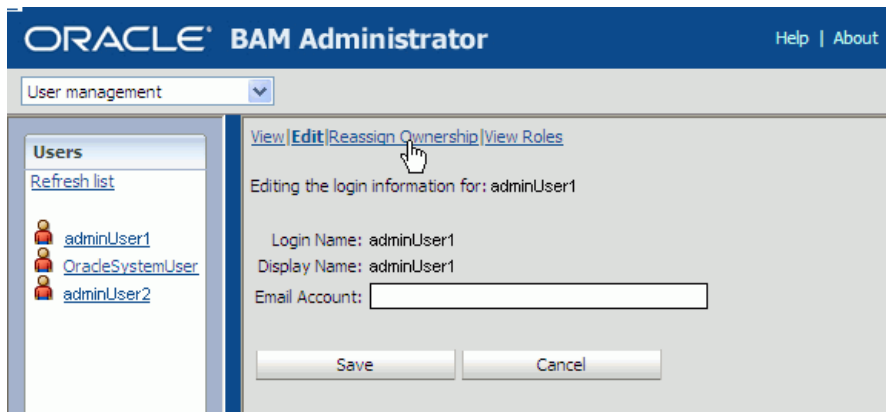 ORACLE BAM Administrator
Help | About
User management
Users
Refresh list
adminUser1
OracleSystemUser
adminUser2
View|Edit|Reassign Ownership|View Roles
Editing the login information for: adminUser1
Login Name: adminUser1
Display Name: adminUser1
Email Account:
Save Cancel